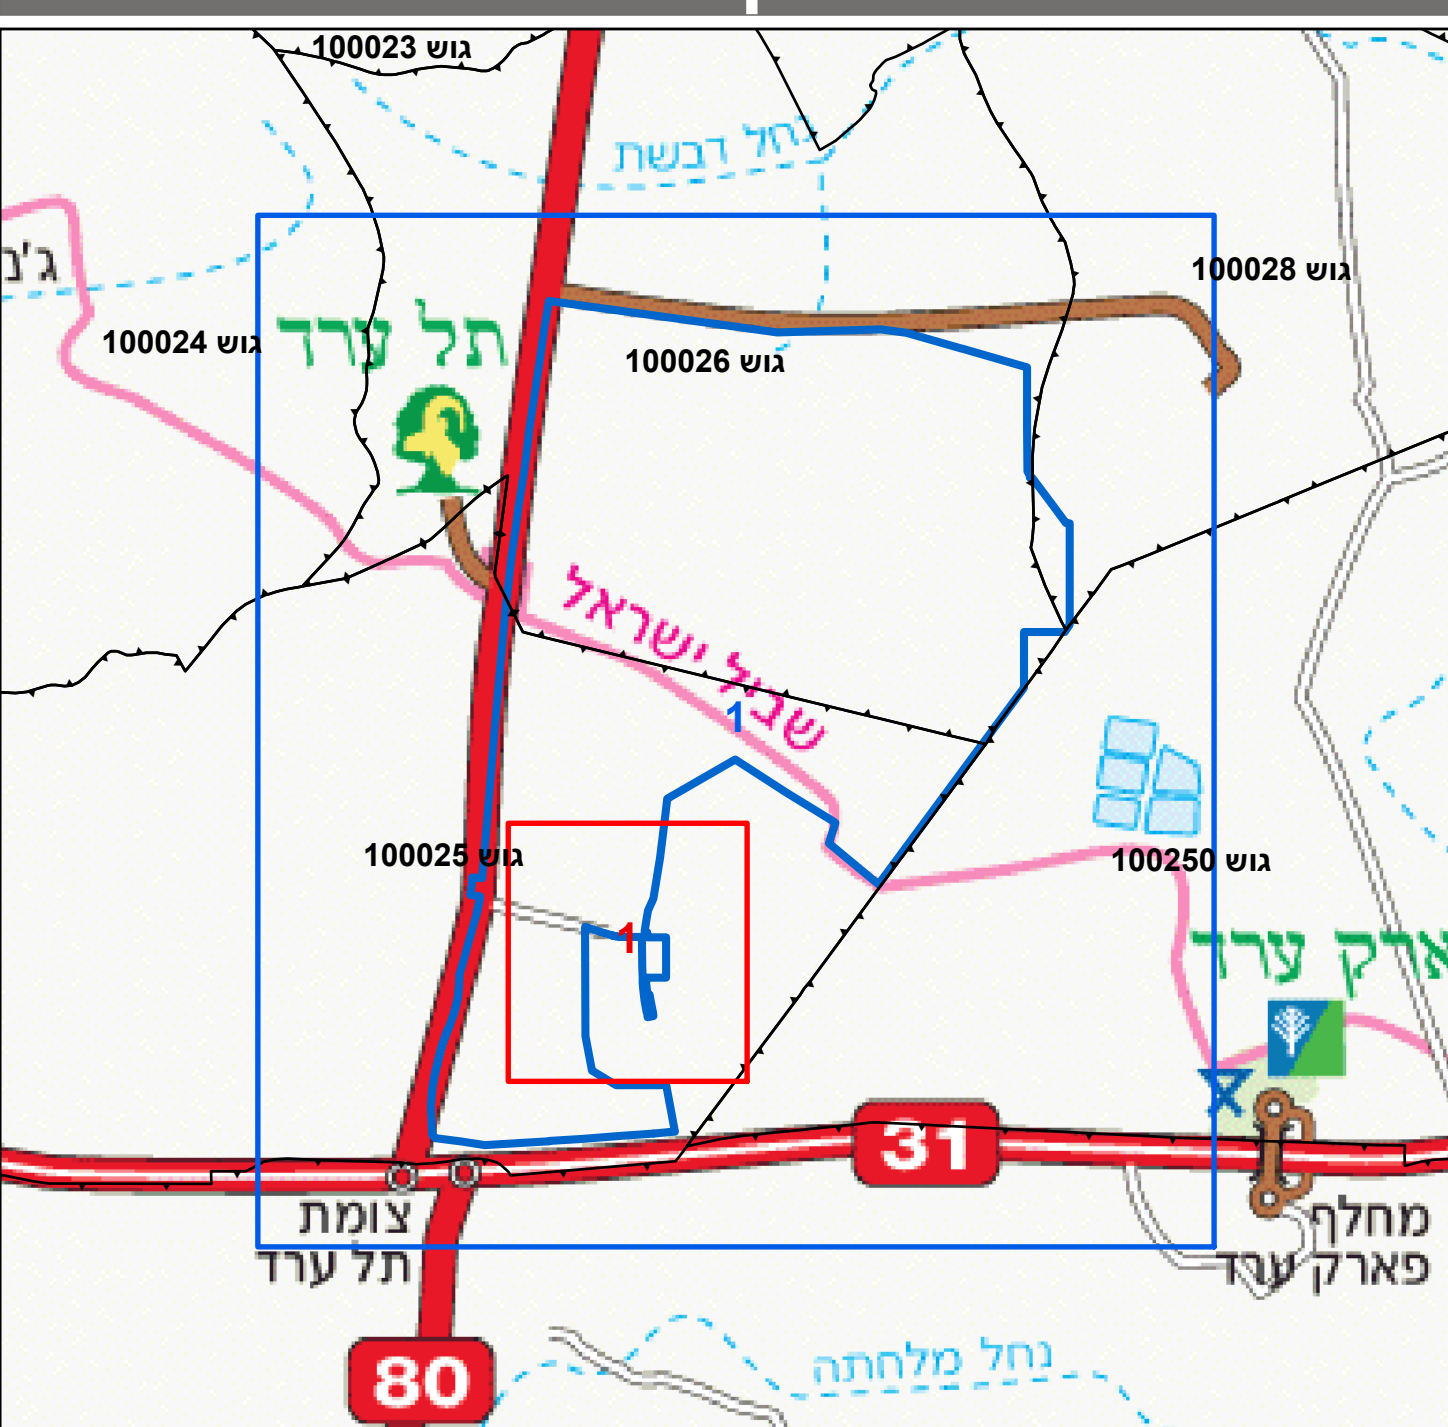 גוש 100023
נחל דבשת
ג'נ
גוש 100028
תל ערד
גוש 100024
גוש 100026
שביל ישראל
1
גוש 100025
גוש 100250
1
ארק ערד
31
צומת
תל ערד
מחלף
פארק ערד
נחל מלחתה
80